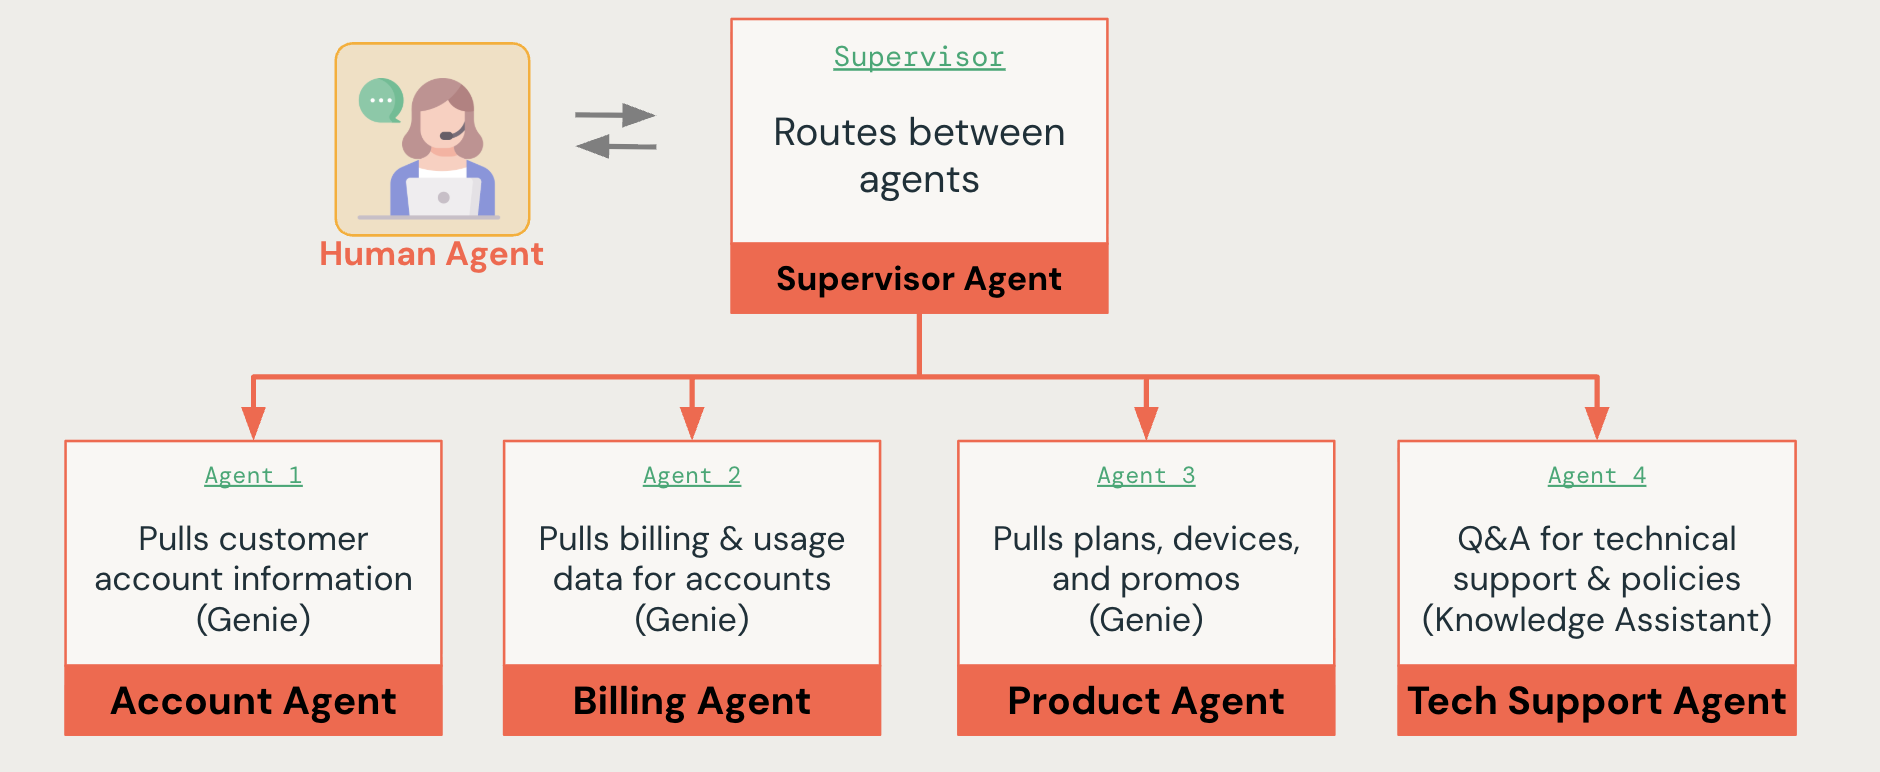 Supervisor
Routes between
agents
Supervisor Agent
Human Agent
Agent 1
Pulls customer
account information
(Genie)
Account Agent
Agent 2
Pulls billing & usage
data for accounts
(Genie)
Billing Agent
Agent 3
Pulls plans, devices,
and promos
(Genie)
Product Agent
Agent 4
Q&A for technical
support & policies
(Knowledge Assistant)
Tech Support Agent